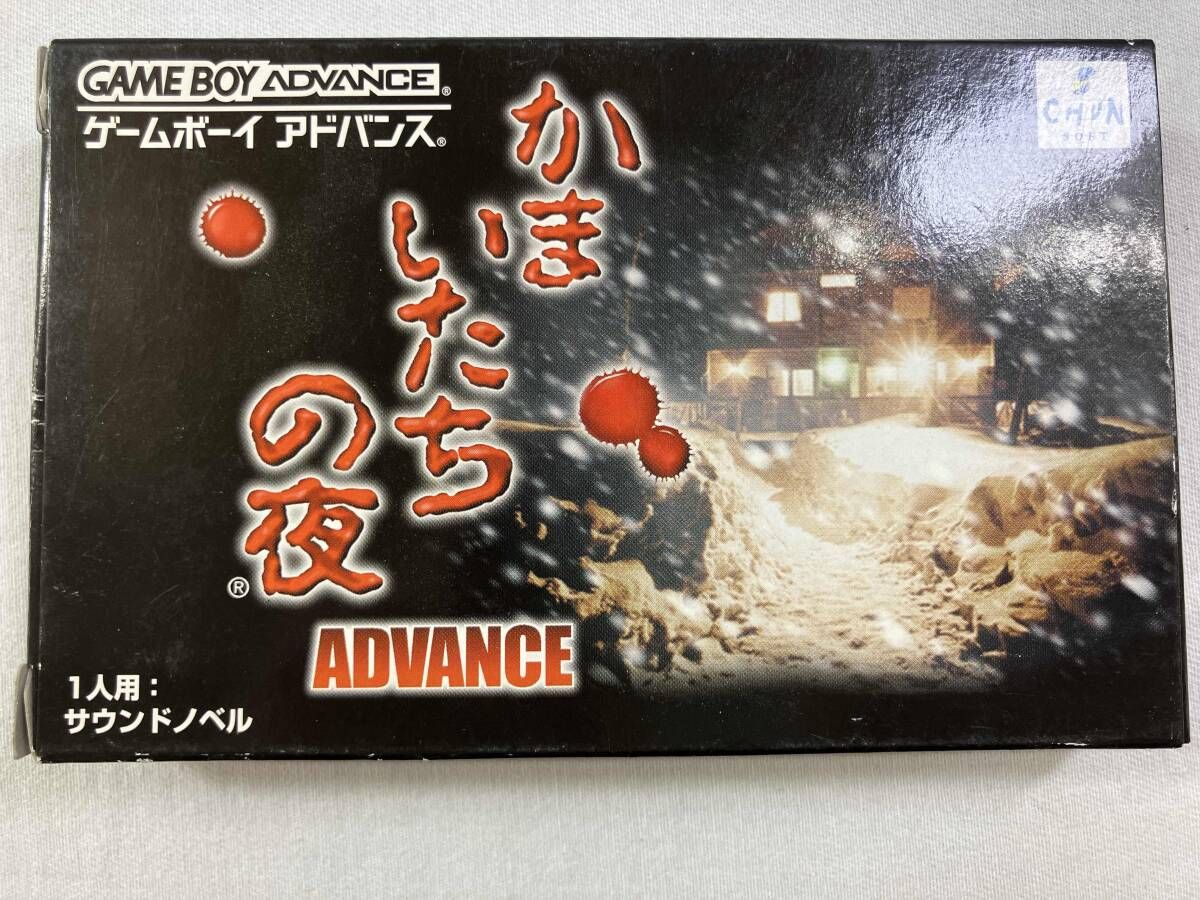 GAME BOY ADVANCE®
ゲームボーイ アドバンス®
CHUN
SOFT
かま
いたち
の夜®
ADVANCE
1人用:
サウンドノベル